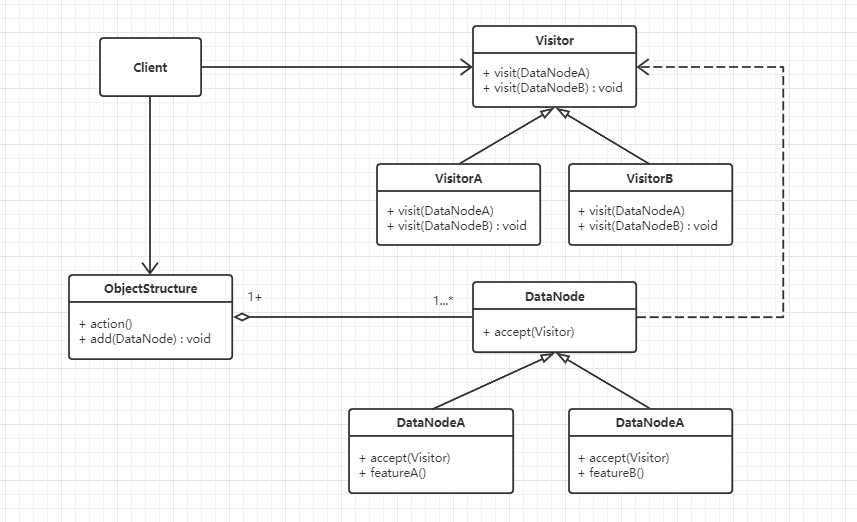 Client
Visitor
+ visit(DataNodeA)
+ visit(DataNodeB) : void
VisitorA
+ visit(DataNodeA)
+ visit(DataNodeB) : void
VisitorB
+ visit(DataNodeA)
+ visit(DataNodeB) : void
ObjectStructure
+ action()
+ add(DataNode) : void
1+
1...*
DataNode
+ accept(Visitor)
DataNodeA
+ accept(Visitor)
+ featureA()
DataNodeA
+ accept(Visitor)
+ featureB()